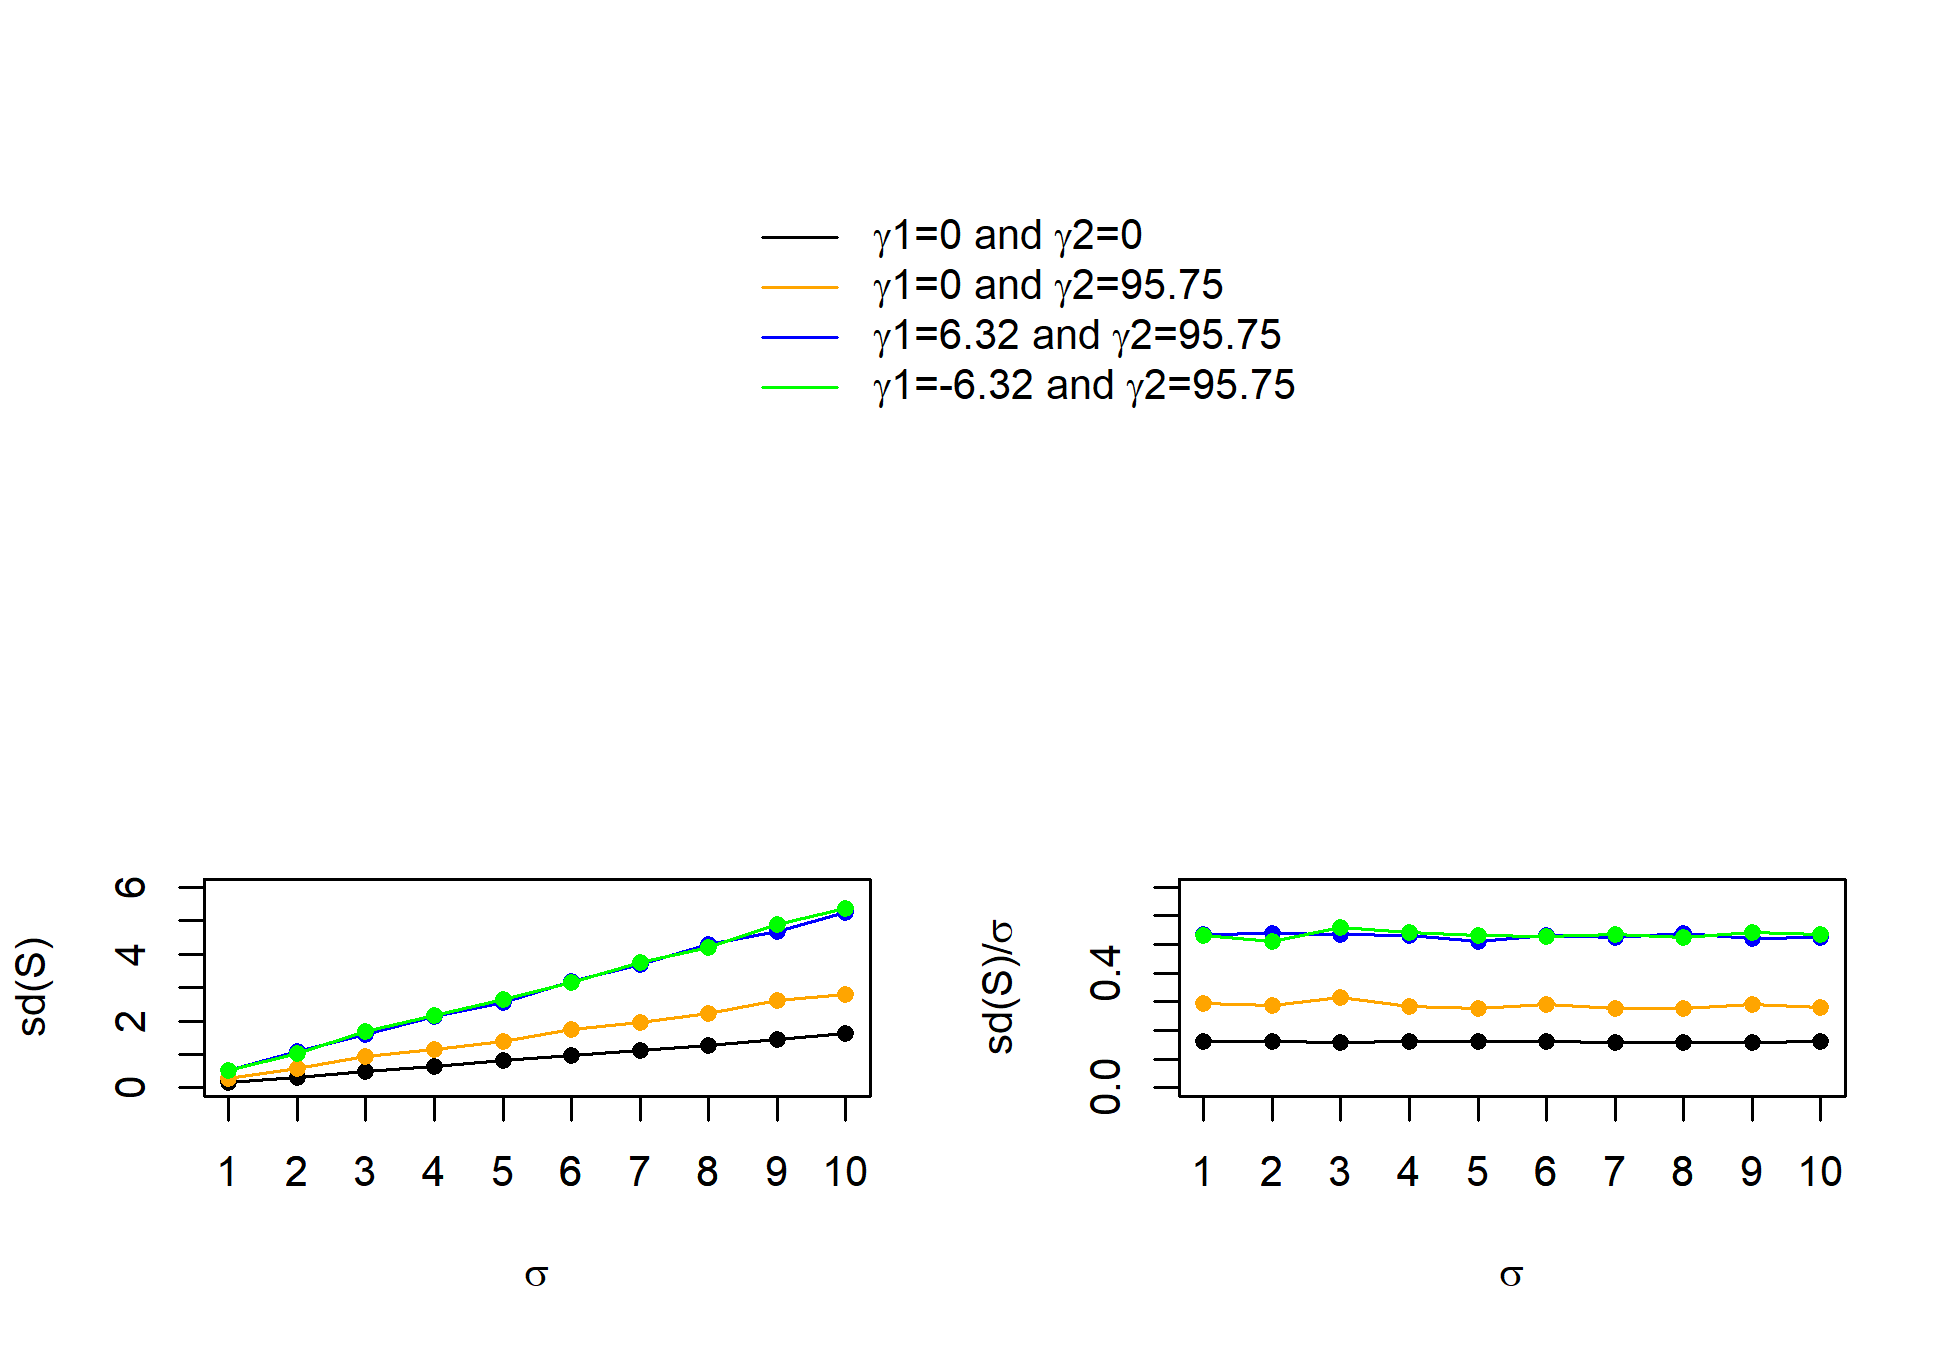 γ1=0 and γ2=0
γ1=0 and γ2=95.75
γ1=6.32 and γ2=95.75
γ1=-6.32 and γ2=95.75
sd(S)
0 2 4 6
1 2 3 4 5 6 7 8 9 10
σ
sd(S)/σ
0.0 0.4
1 2 3 4 5 6 7 8 9 10
σ